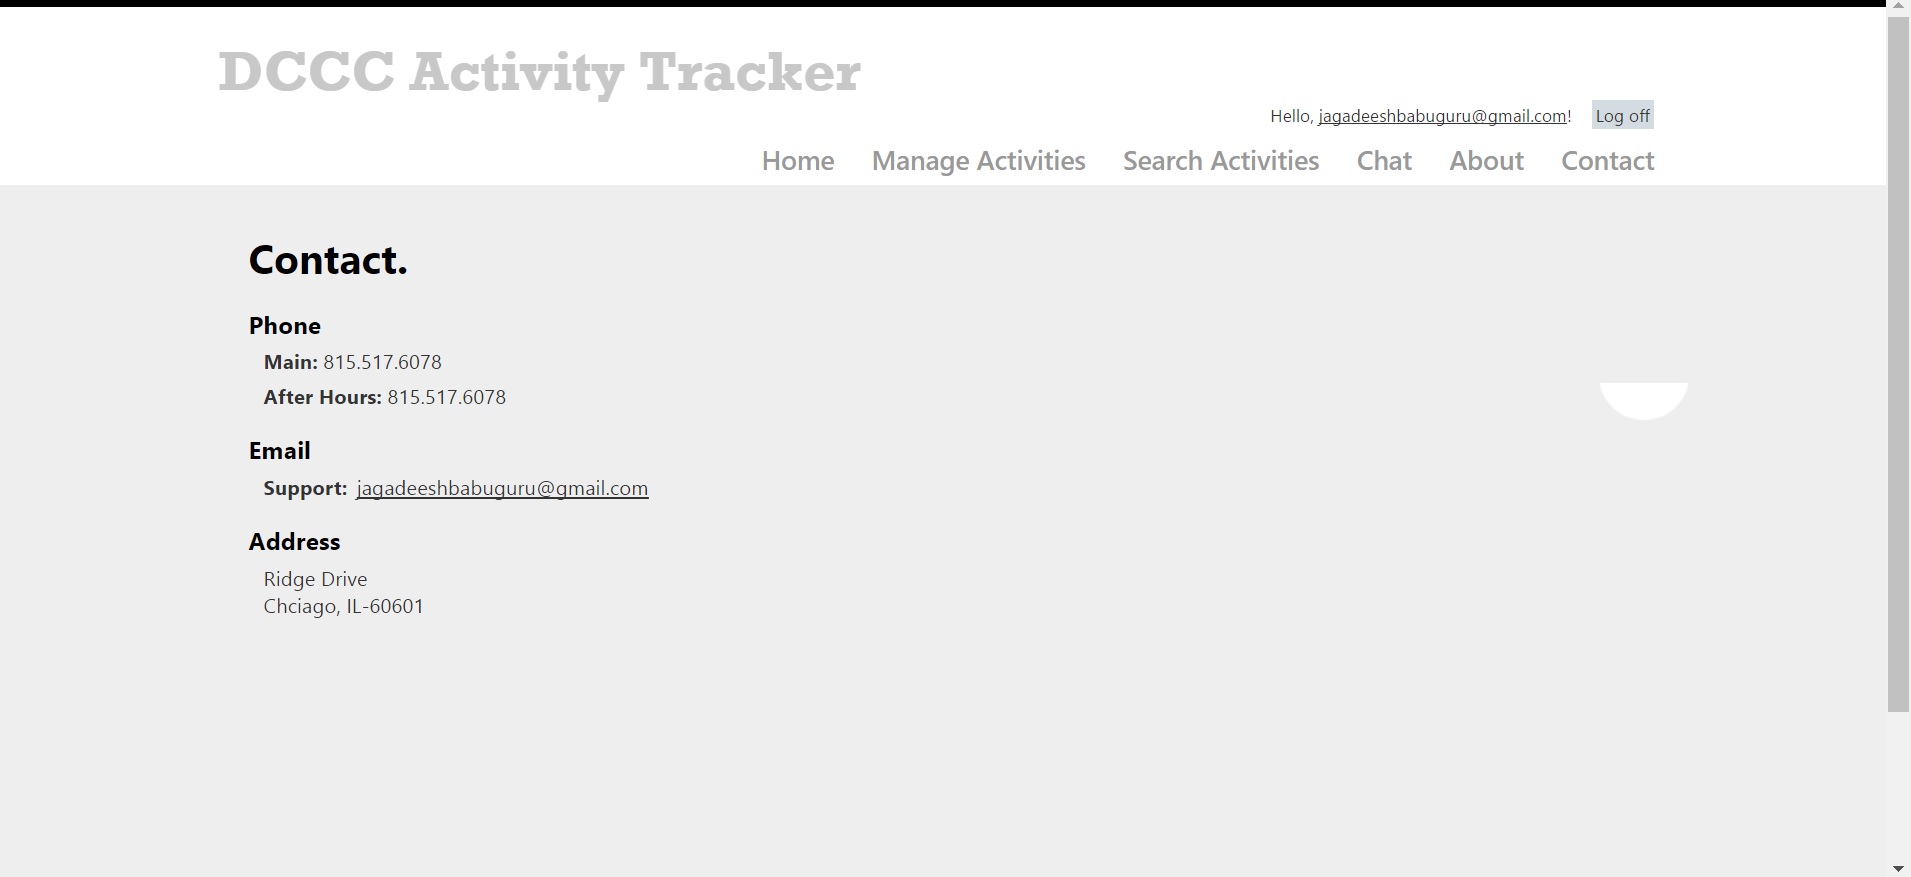 DCCC Activity Tracker
Hello, jagadeeshbabuguru@gmail.com! Log off
Home Manage Activities Search Activities Chat About Contact
Contact.
Phone
Main: 815.517.6078
After Hours: 815.517.6078
Email
Support: jagadeeshbabuguru@gmail.com
Address
Ridge Drive
Chciago, IL-60601